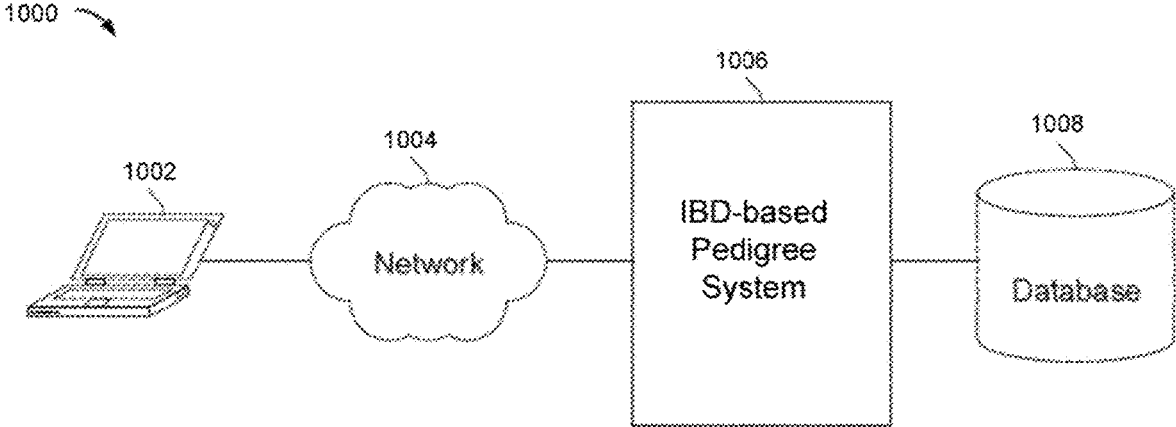 1000
1006
1004
1008
1002
IBD-based
Pedigree
System
Network
Database